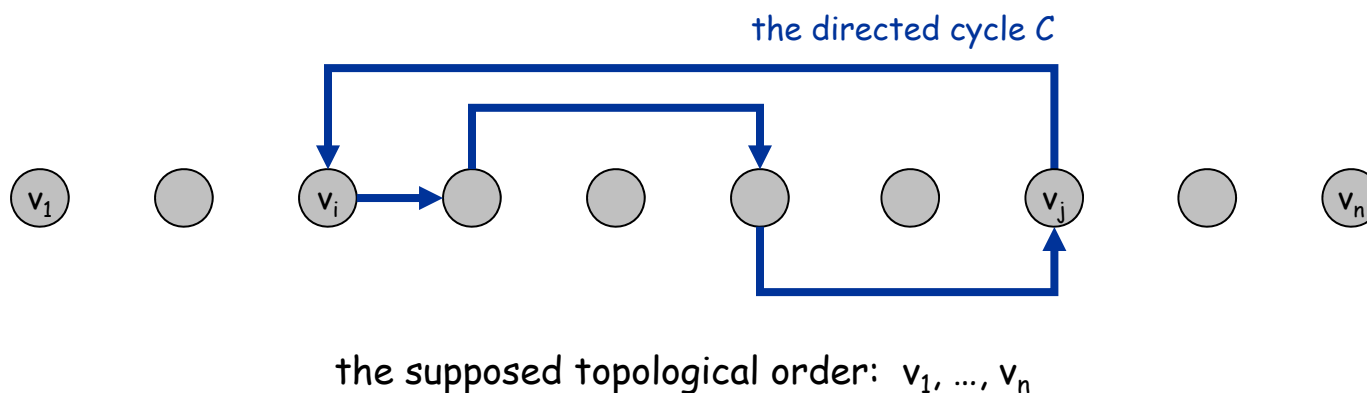 the directed cycle C
v₁ vᵢ vⱼ vₙ
the supposed topological order: v₁, …, vₙ